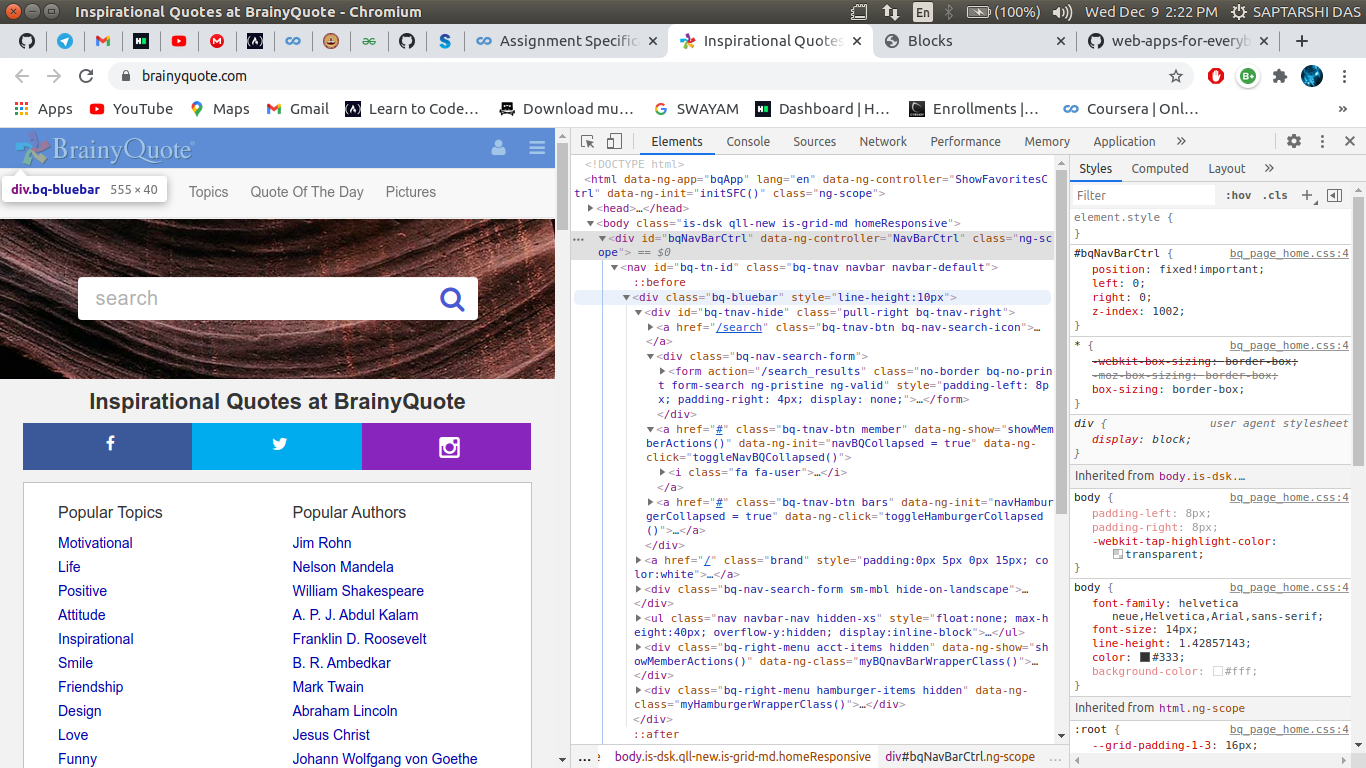 Inspirational Quotes at BrainyQuote - Chromium
En
(100%)
Wed Dec 9 2:22 PM
SAPTARSHI DAS
Assignment Specific
Inspirational Quotes
Blocks
web-apps-for-everyb
brainyquote.com
Apps
YouTube
Maps
Gmail
Learn to Code…
Download mu…
SWAYAM
Dashboard | H…
Enrollments |…
Coursera | Onl…
»
BrainyQuote
div.bq-bluebar 555 × 40
Topics
Quote Of The Day
Pictures
search
Inspirational Quotes at BrainyQuote
Popular Topics
Motivational
Life
Positive
Attitude
Inspirational
Smile
Friendship
Design
Love
Funny
Popular Authors
Jim Rohn
Nelson Mandela
William Shakespeare
A. P. J. Abdul Kalam
Franklin D. Roosevelt
B. R. Ambedkar
Mark Twain
Abraham Lincoln
Jesus Christ
Johann Wolfgang von Goethe
Elements
Console
Sources
Network
Performance
Memory
Application
»
<!DOCTYPE html>
<html data-ng-app="bqApp" lang="en" data-ng-controller="ShowFavoritesC
trl" data-ng-init="initSFC()" class="ng-scope">
<head>…</head>
<body class="is-dsk qll-new is-grid-md homeResponsive">
<div id="bqNavBarCtrl" data-ng-controller="NavBarCtrl" class="ng-sc
ope"> == $0
<nav id="bq-tn-id" class="bq-tnav navbar navbar-default">
::before
<div class="bq-bluebar" style="line-height:10px">
<div id="bq-tnav-hide" class="pull-right bq-tnav-right">
<a href="/search" class="bq-tnav-btn bq-nav-search-icon">…
</a>
<div class="bq-nav-search-form">
<form action="/search_results" class="no-border bq-no-p
rint form-search ng-pristine ng-valid" style="padding-left: 8p
x; padding-right: 4px; display: none;">…</form>
</div>
<a href="#" class="bq-tnav-btn member" data-ng-show="showMe
mberActions()" data-ng-init="navBQCollapsed = true" data-ng-
click="toggleNavBQCollapsed()">
<i class="fa fa-user">…</i>
</a>
<a href="#" class="bq-tnav-btn bars" data-ng-init="navHambur
gerCollapsed = true" data-ng-click="toggleHamburgerCollapsed
()">…</a>
</div>
<a href="/" class="brand" style="padding:0px 5px 0px 15px; co
lor:white">…</a>
<div class="bq-nav-search-form sm-mbl hide-on-landscape">…
</div>
<ul class="nav navbar-nav hidden-xs" style="float:none; max-h
eight:40px; overflow-y:hidden; display:inline-block">…</ul>
<div class="bq-right-menu acct-items hidden" data-ng-show="sh
owMemberActions()" data-ng-class="myBQnavBarWrapperClass()">…
</div>
<div class="bq-right-menu hamburger-items hidden" data-ng-
class="myHamburgerWrapperClass()">…</div>
</div>
::after
… e body.is-dsk.qll-new.is-grid-md.homeResponsive div#bqNavBarCtrl.ng-scope …
Styles
Computed
Layout
»
Filter
:hov .cls +
element.style {
}
#bqNavBarCtrl { bq_page_home.css:4
position: fixed!important;
left: 0;
right: 0;
z-index: 1002;
}
* { bq_page_home.css:4
-webkit-box-sizing: border-box;
-moz-box-sizing: border-box;
box-sizing: border-box;
}
div { user agent stylesheet
display: block;
}
Inherited from body.is-dsk.…
body { bq_page_home.css:4
padding-left: 8px;
padding-right: 8px;
-webkit-tap-highlight-color:
transparent;
}
body { bq_page_home.css:4
font-family: helvetica
neue,Helvetica,Arial,sans-serif;
font-size: 14px;
line-height: 1.42857143;
color: #333;
background-color: #fff;
}
Inherited from html.ng-scope
:root { bq_page_home.css:4
--grid-padding-1-3: 16px;